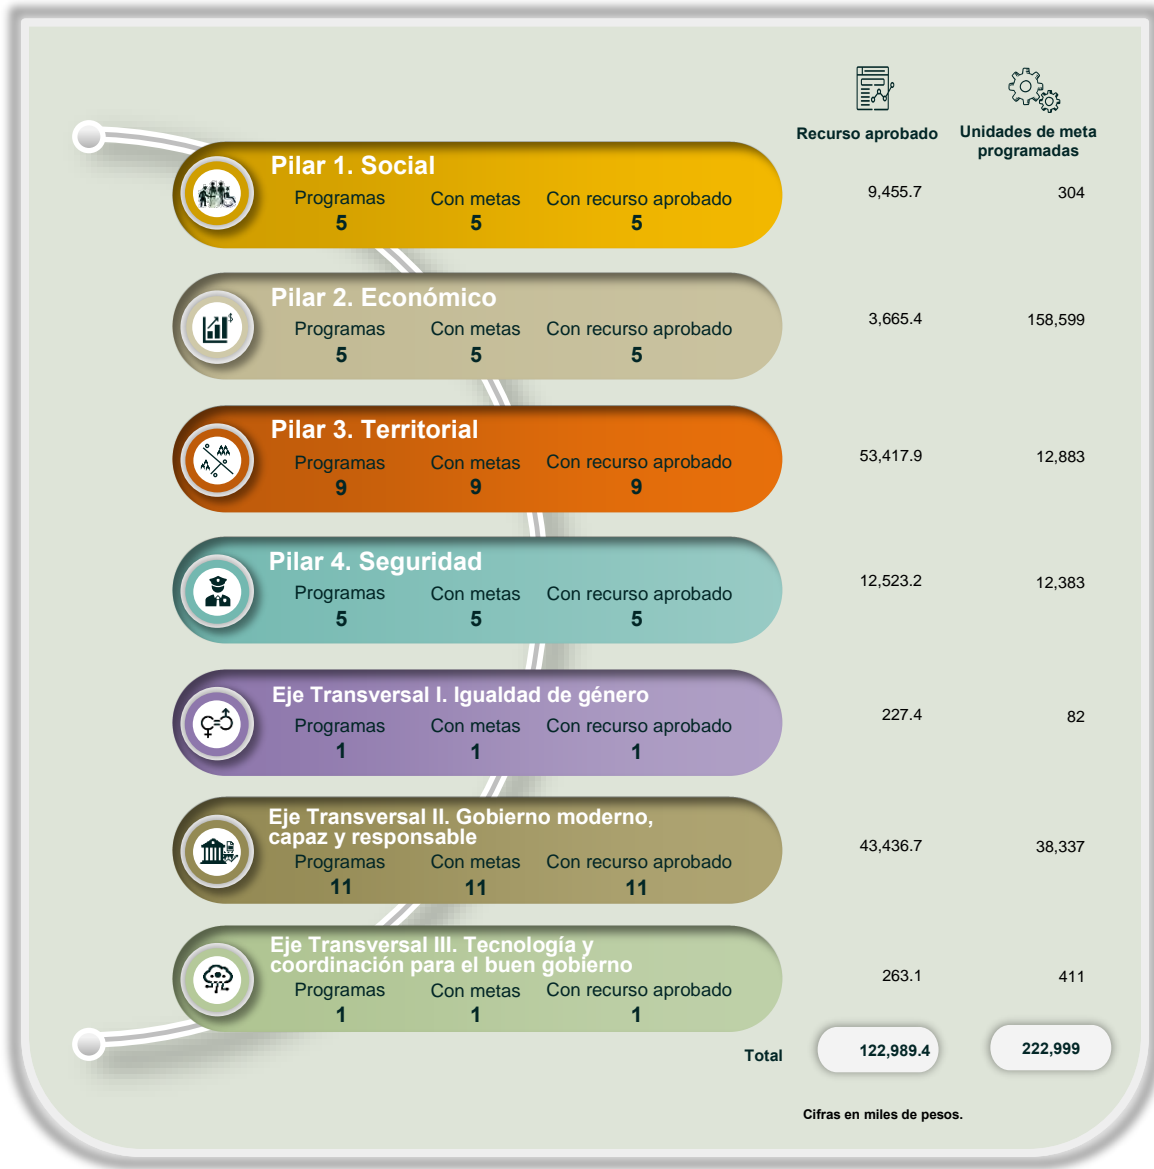 Recurso aprobado
Unidades de meta
programadas
Pilar 1. Social
Programas Con metas Con recurso aprobado
5 5 5
9,455.7 304
Pilar 2. Económico
Programas Con metas Con recurso aprobado
5 5 5
3,665.4 158,599
Pilar 3. Territorial
Programas Con metas Con recurso aprobado
9 9 9
53,417.9 12,883
Pilar 4. Seguridad
Programas Con metas Con recurso aprobado
5 5 5
12,523.2 12,383
Eje Transversal I. Igualdad de género
Programas Con metas Con recurso aprobado
1 1 1
227.4 82
Eje Transversal II. Gobierno moderno,
capaz y responsable
Programas Con metas Con recurso aprobado
11 11 11
43,436.7 38,337
Eje Transversal III. Tecnología y
coordinación para el buen gobierno
Programas Con metas Con recurso aprobado
1 1 1
263.1 411
Total 122,989.4 222,999
Cifras en miles de pesos.